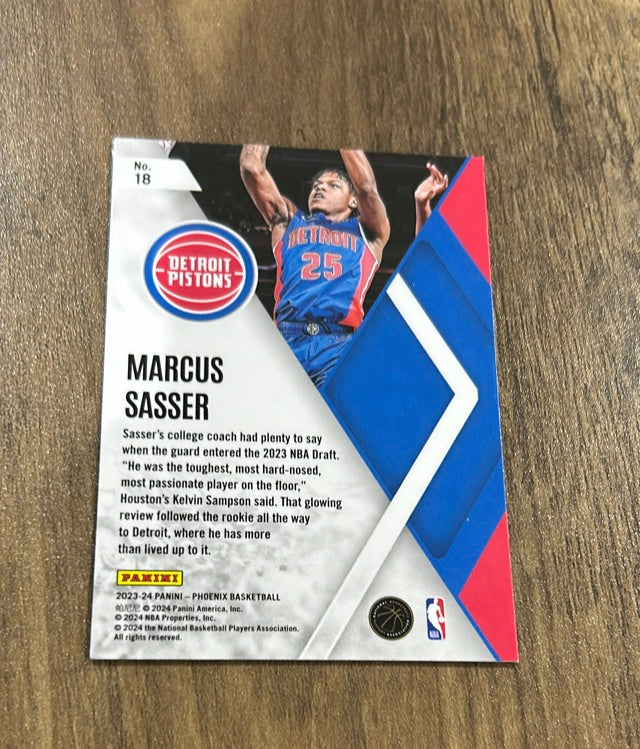 No.
18
DETROIT
25
DETROIT
PISTONS
MARCUS
SASSER
Sasser's college coach had plenty to say
when the guard entered the 2023 NBA Draft.
"He was the toughest, most hard-nosed,
most passionate player on the floor,"
Houston's Kelvin Sampson said. That glowing
review followed the rookie all the way
to Detroit, where he has more
than lived up to it.
PANINI
2023-24 PANINI – PHOENIX BASKETBALL
帕尼尼 © 2024 Panini America, Inc.
© 2024 NBA Properties, Inc.
© 2024 the National Basketball Players Association.
All rights reserved.
NBA